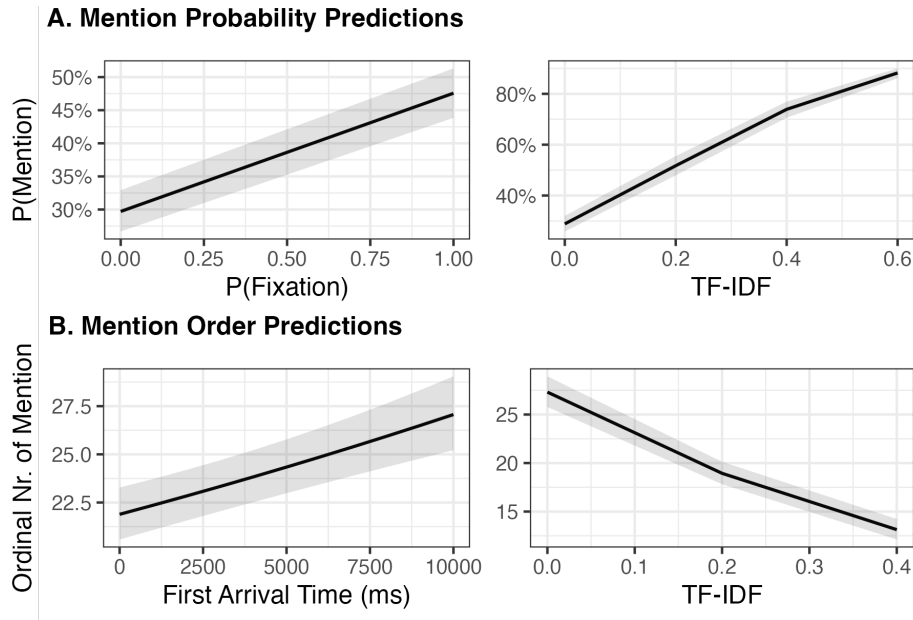 A. Mention Probability Predictions
P(Mention)
50%
45%
40%
35%
30%
0.00 0.25 0.50 0.75 1.00
P(Fixation)
80%
60%
40%
0.0 0.2 0.4 0.6
TF-IDF
B. Mention Order Predictions
Ordinal Nr. of Mention
27.5
25.0
22.5
0 2500 5000 7500 10000
First Arrival Time (ms)
25
20
15
0.0 0.1 0.2 0.3 0.4
TF-IDF